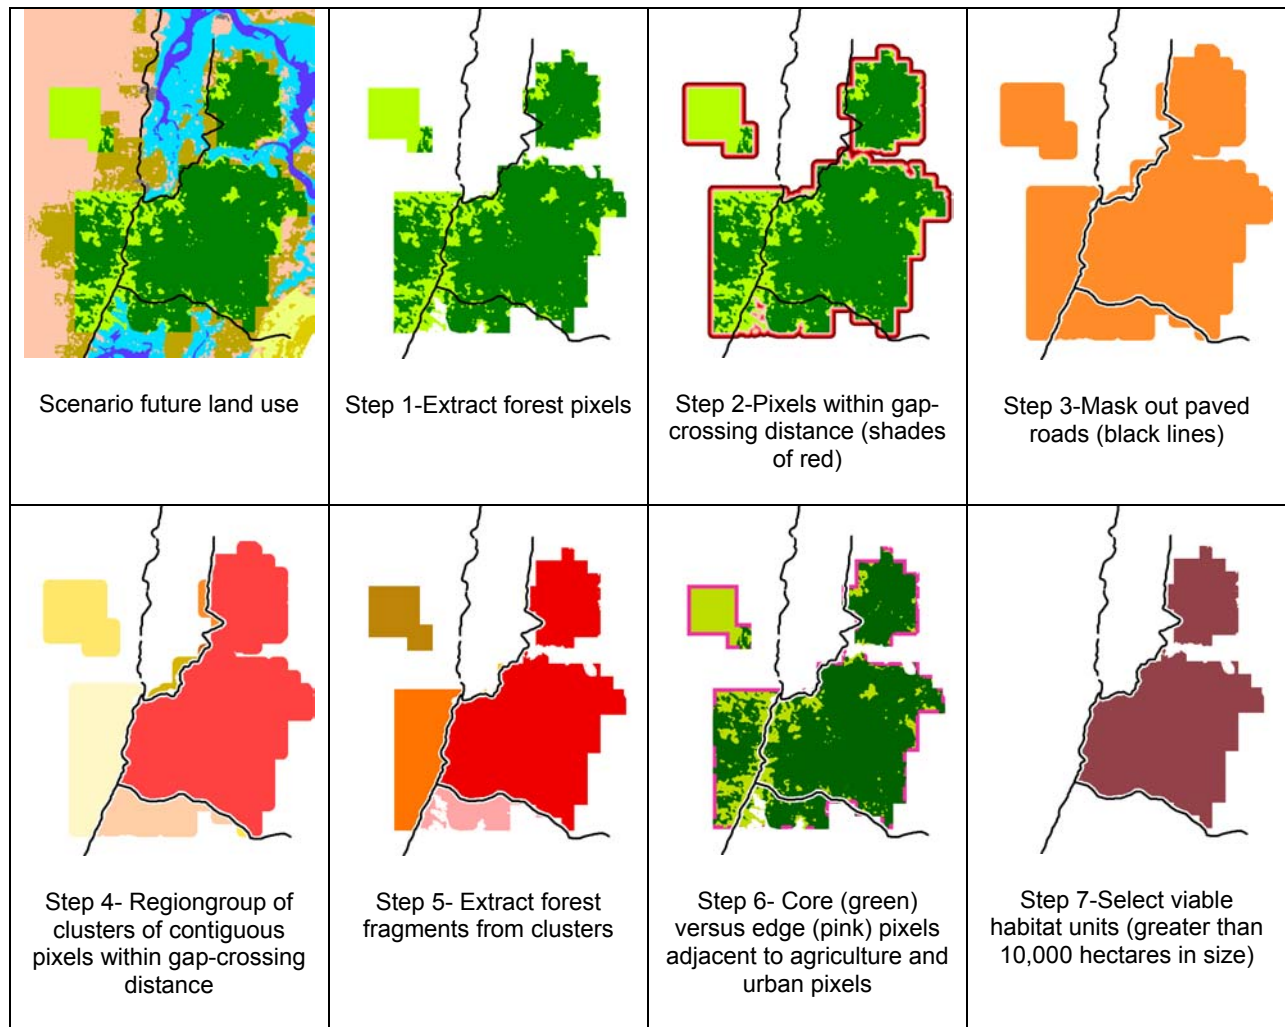 Scenario future land use
Step 1-Extract forest pixels
Step 2-Pixels within gap-
crossing distance (shades
of red)
Step 3-Mask out paved
roads (black lines)
Step 4- Regiongroup of
clusters of contiguous
pixels within gap-crossing
distance
Step 5- Extract forest
fragments from clusters
Step 6- Core (green)
versus edge (pink) pixels
adjacent to agriculture and
urban pixels
Step 7-Select viable
habitat units (greater than
10,000 hectares in size)